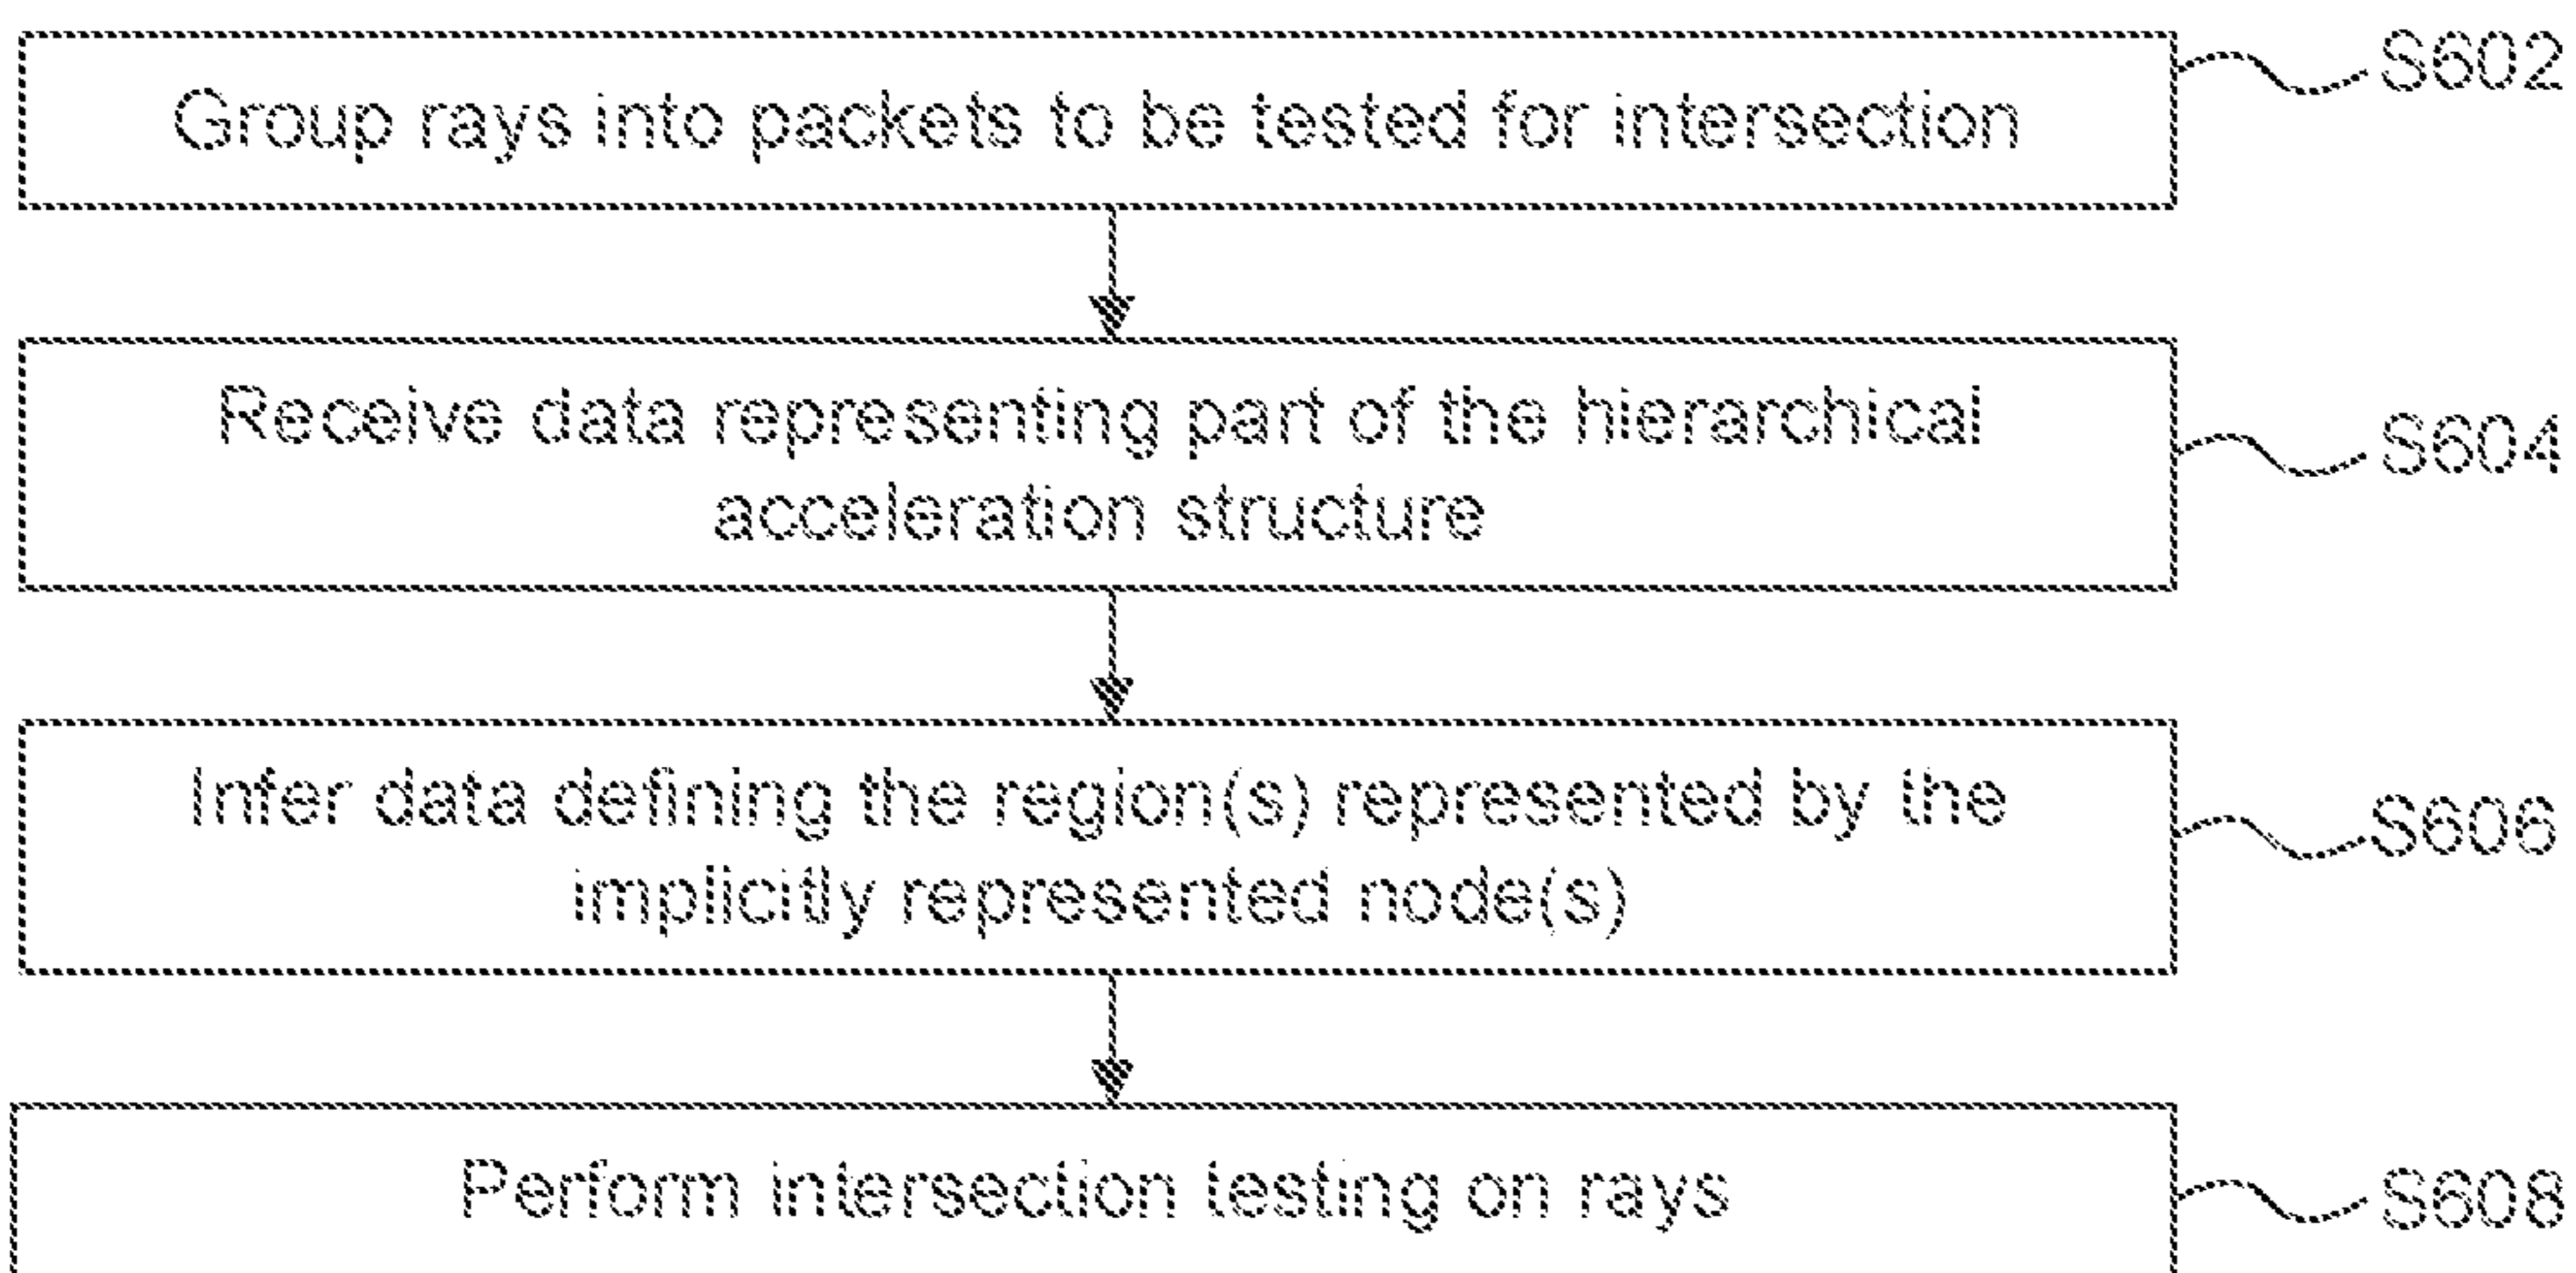 Group rays into packets to be tested for intersection
S602
Receive data representing part of the hierarchical
acceleration structure
S604
Infer data defining the region(s) represented by the
implicitly represented node(s)
S606
Perform intersection testing on rays
S608